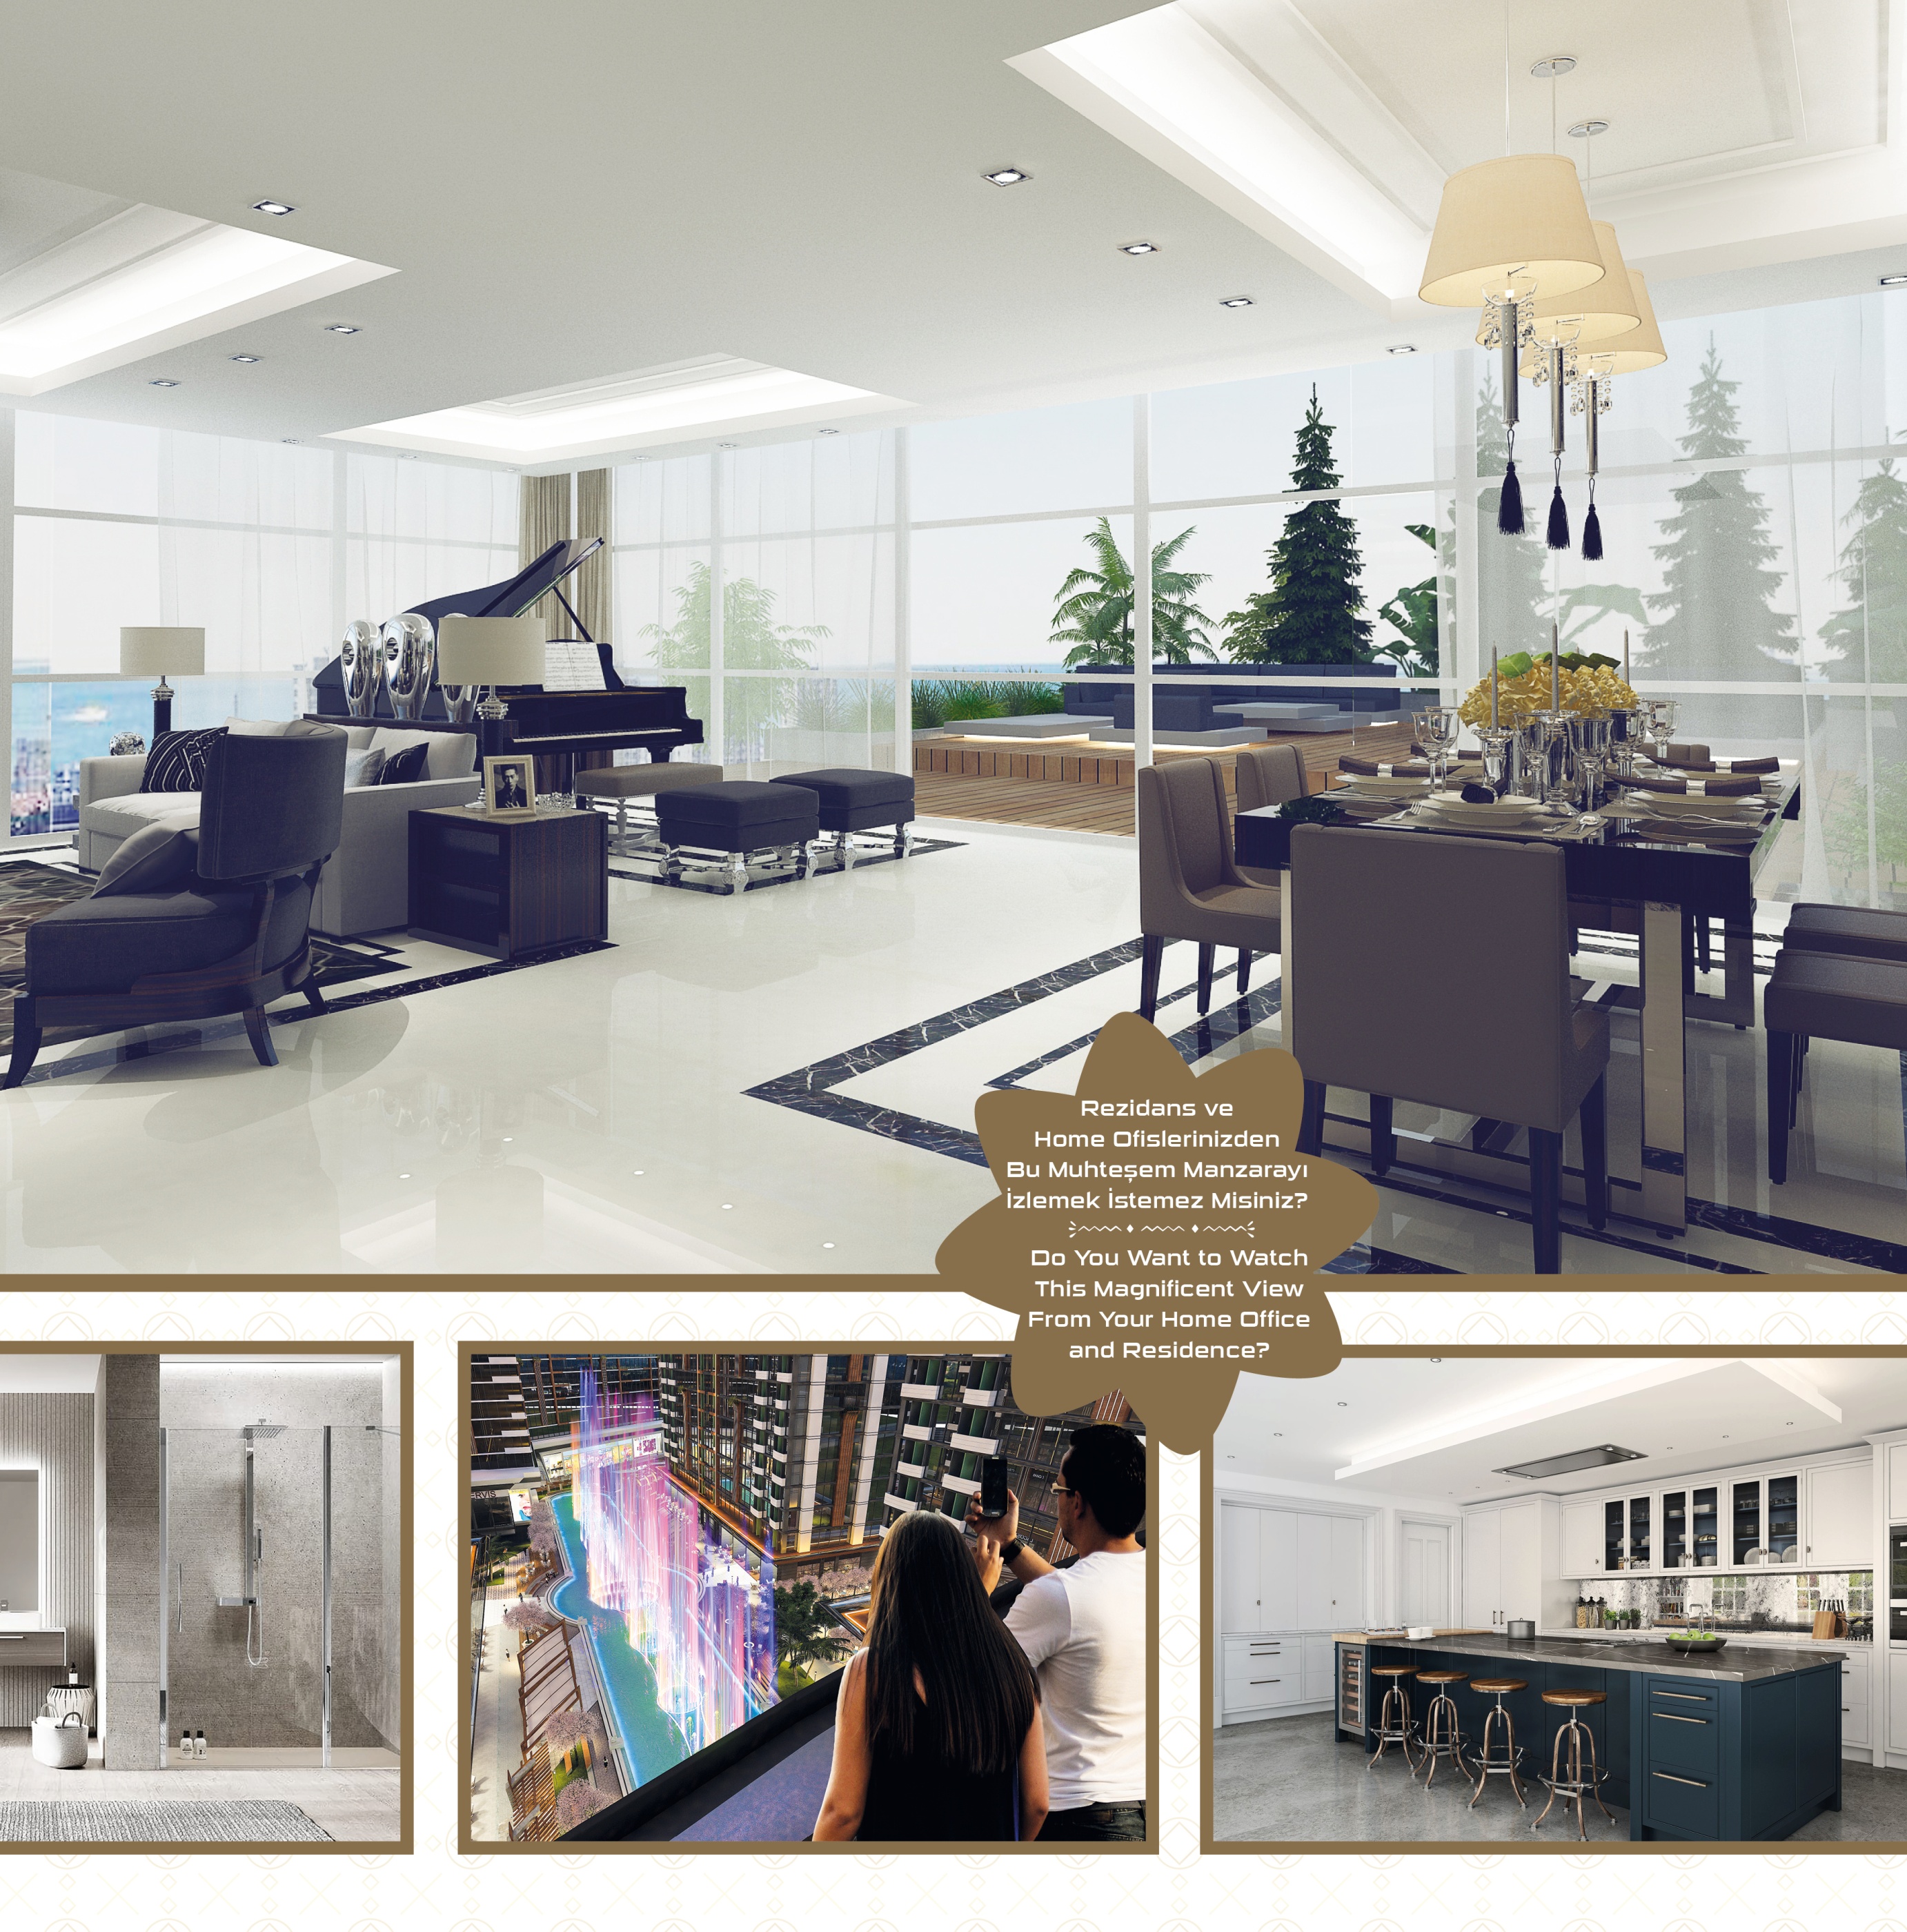 Rezidans ve
Home Ofislerinizden
Bu Muhteşem Manzarayı
İzlemek İstemez Misiniz?
Do You Want to Watch
This Magnificent View
From Your Home Office
and Residence?